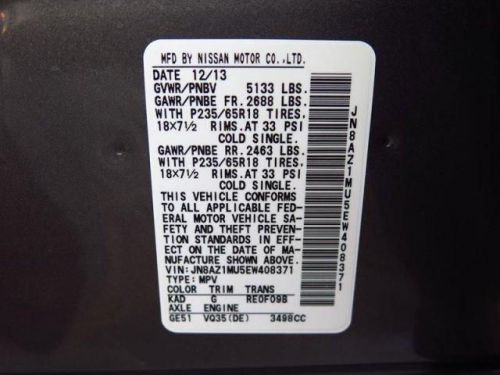 MFD BY NISSAN MOTOR CO.,LTD.
DATE 12/13
GVWR/PNBV 5133 LBS.
GAWR/PNBE FR. 2688 LBS.
WITH P235/65R18 TIRES.
18×7½ RIMS. AT 33 PSI
COLD SINGLE.
GAWR/PNBE RR. 2463 LBS.
WITH P235/65R18 TIRES.
18×7½ RIMS. AT 33 PSI
COLD SINGLE.
THIS VEHICLE CONFORMS
TO ALL APPLICABLE FED-
ERAL MOTOR VEHICLE SA-
FETY AND THEFT PREVEN-
TION STANDARDS IN EFF-
ECT ON THE DATE OF MA-
NUFACTURE SHOWN ABOVE.
VIN: JN8AZ1MU5EW408371
TYPE: MPV
COLOR TRIM TRANS
KAD G RE0F09B
AXLE ENGINE
GE51 VQ35(DE) 3498CC
JN8AZ1MU5EW408371